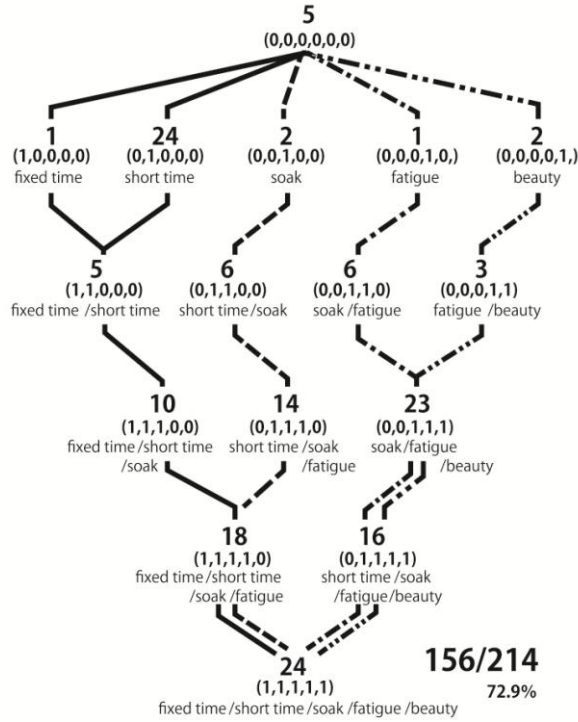 5
(0,0,0,0,0,0)
1 24 2 1 2
(1,0,0,0,0) (0,1,0,0,0) (0,0,1,0,0) (0,0,0,1,0,) (0,0,0,0,1,)
fixed time short time soak fatigue beauty
5 6 6 3
(1,1,0,0,0) (0,1,1,0,0) (0,0,1,1,0) (0,0,0,1,1)
fixed time /short time short time/soak soak/fatigue fatigue /beauty
10 14 23
(1,1,1,0,0) (0,1,1,1,0) (0,0,1,1,1)
fixed time/short time short time /soak soak/fatigue
/soak /fatigue /beauty
18 16
(1,1,1,1,0) (0,1,1,1,1)
fixed time/short time short time /soak
/soak /fatigue /fatigue/beauty
24 156/214
(1,1,1,1,1) 72.9%
fixed time /short time /soak /fatigue /beauty